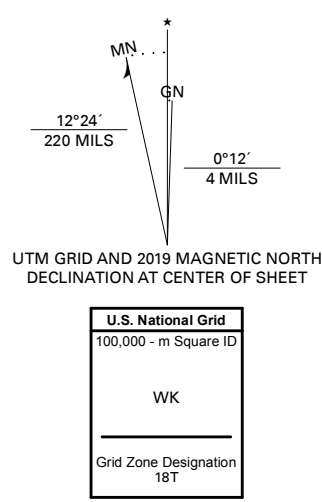 ★
MN
GN
12°24´
220 MILS
0°12´
4 MILS
UTM GRID AND 2019 MAGNETIC NORTH
DECLINATION AT CENTER OF SHEET
U.S. National Grid
100,000 - m Square ID
WK
Grid Zone Designation
18T